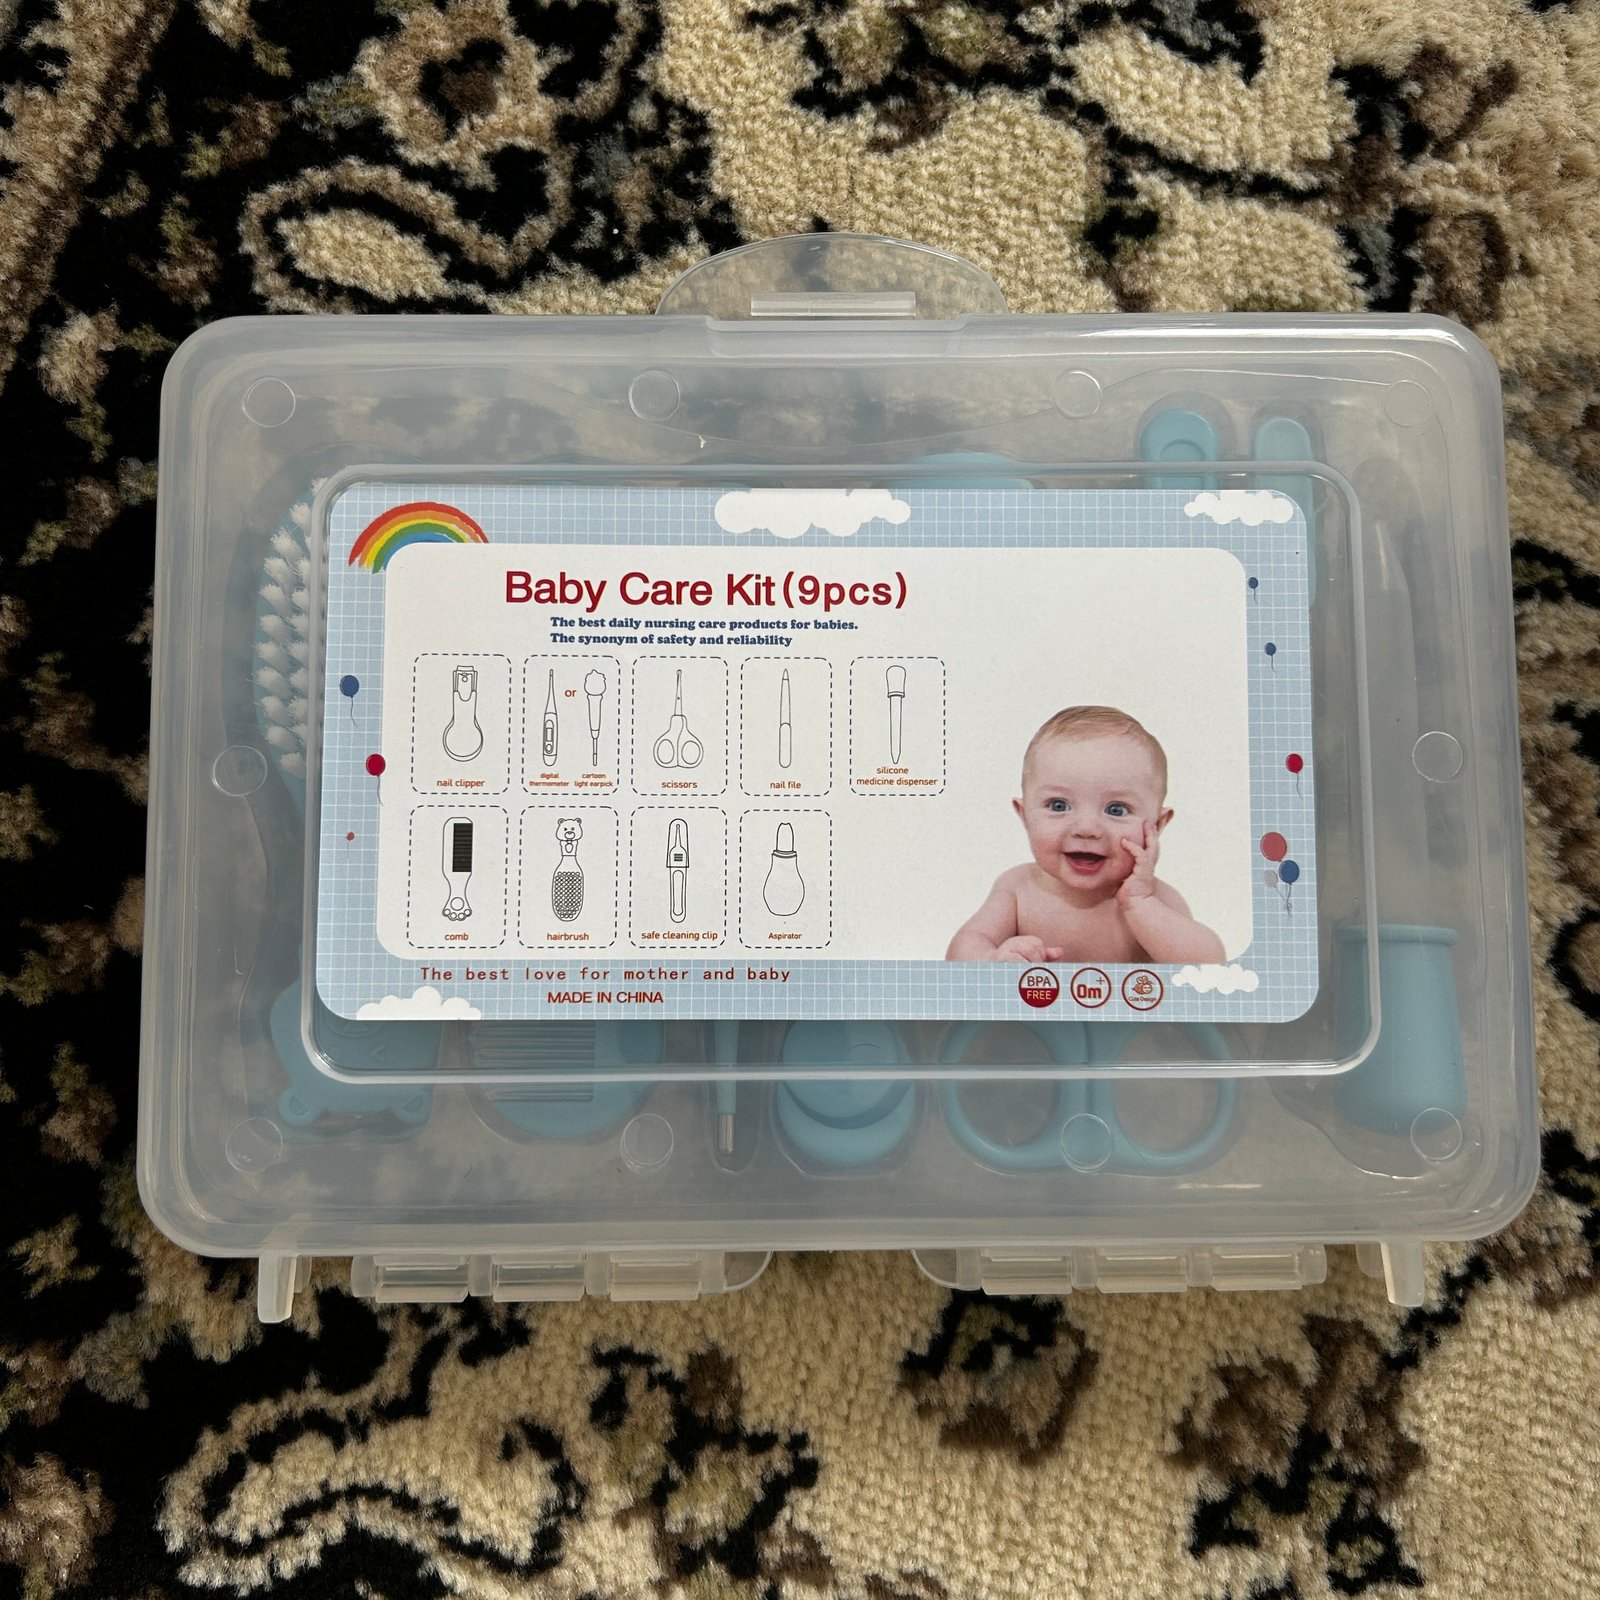 Baby Care Kit(9pcs)
The best daily nursing care products for babies.
The synonym of safety and reliability
nail clipper
or
digital
thermometer
cartoon
light earpick
scissors
nail file
silicone
medicine dispenser
comb
hairbrush
safe cleaning clip
Aspirator
The best love for mother and baby
MADE IN CHINA
BPA
FREE
0m+
Cute Design